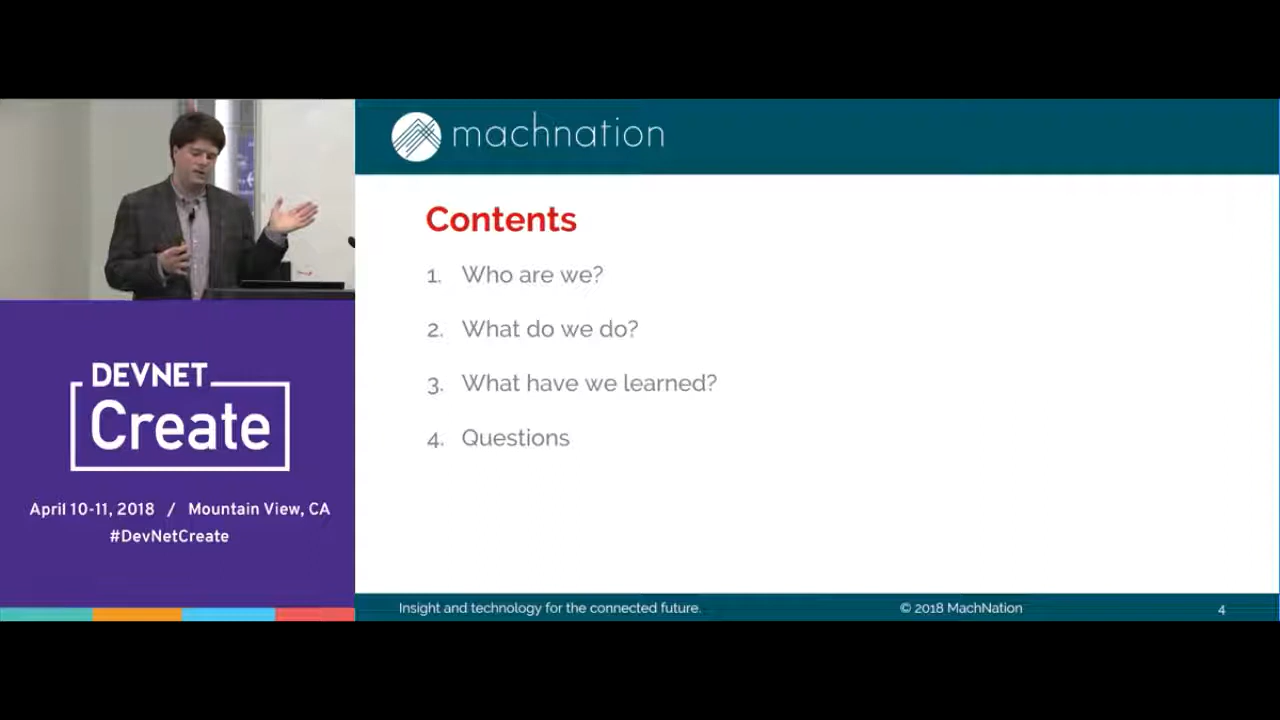 machnation
Contents
1. Who are we?
2. What do we do?
3. What have we learned?
4. Questions
DEVNET
Create
April 10-11, 2018 / Mountain View, CA
#DevNetCreate
Insight and technology for the connected future.
© 2018 MachNation
4